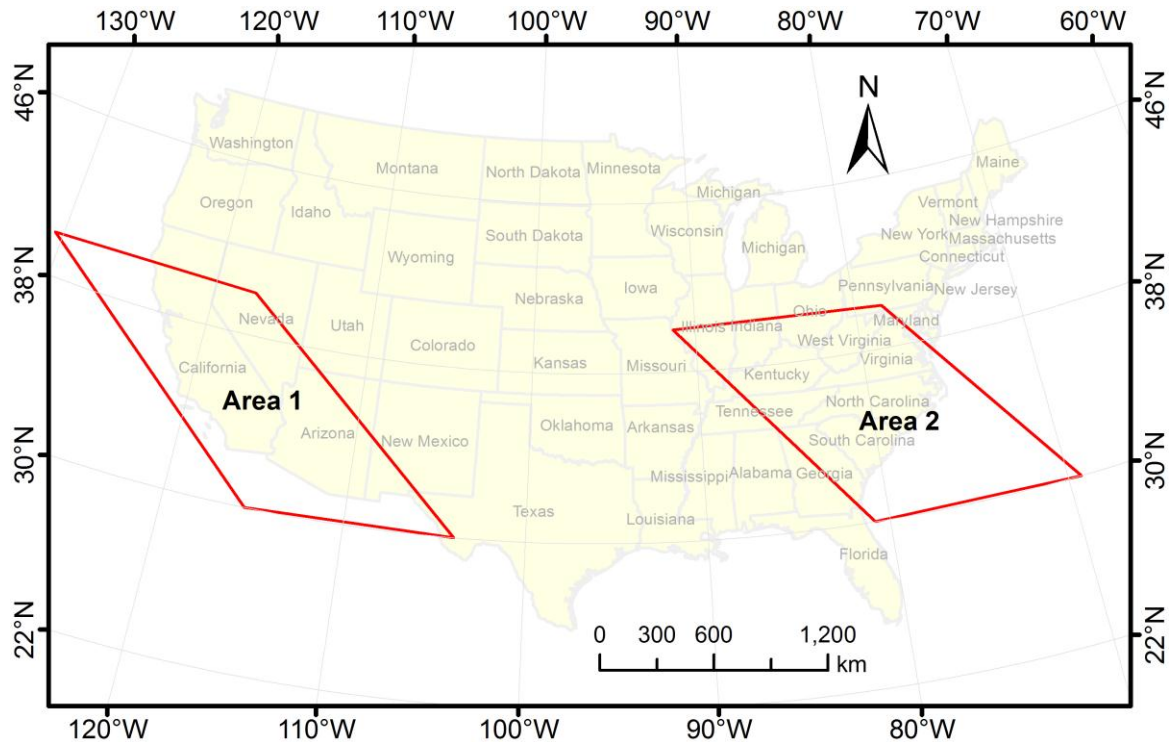 130°W 120°W 110°W 100°W 90°W 80°W 70°W 60°W
46°N 46°N
N
Washington Montana North Dakota Minnesota Maine
Oregon Idaho Michigan Vermont
South Dakota Wisconsin Michigan New York New Hampshire
Massachusetts
Wyoming Connecticut
38°N 38°N
Nebraska Iowa Pennsylvania New Jersey
Nevada Utah Illinois Indiana Ohio Maryland
Colorado West Virginia
California Kansas Missouri Kentucky Virginia
Area 1 Tennessee North Carolina
Area 2
Arizona New Mexico Oklahoma Arkansas South Carolina
30°N 30°N
Mississippi Alabama Georgia
Texas Louisiana
Florida
22°N 22°N
0 300 600 1,200
km
120°W 110°W 100°W 90°W 80°W